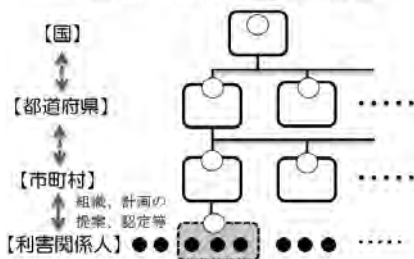 【国】
【都道府県】
【市町村】
組織、計画の
提案、認定等
【利害関係人】